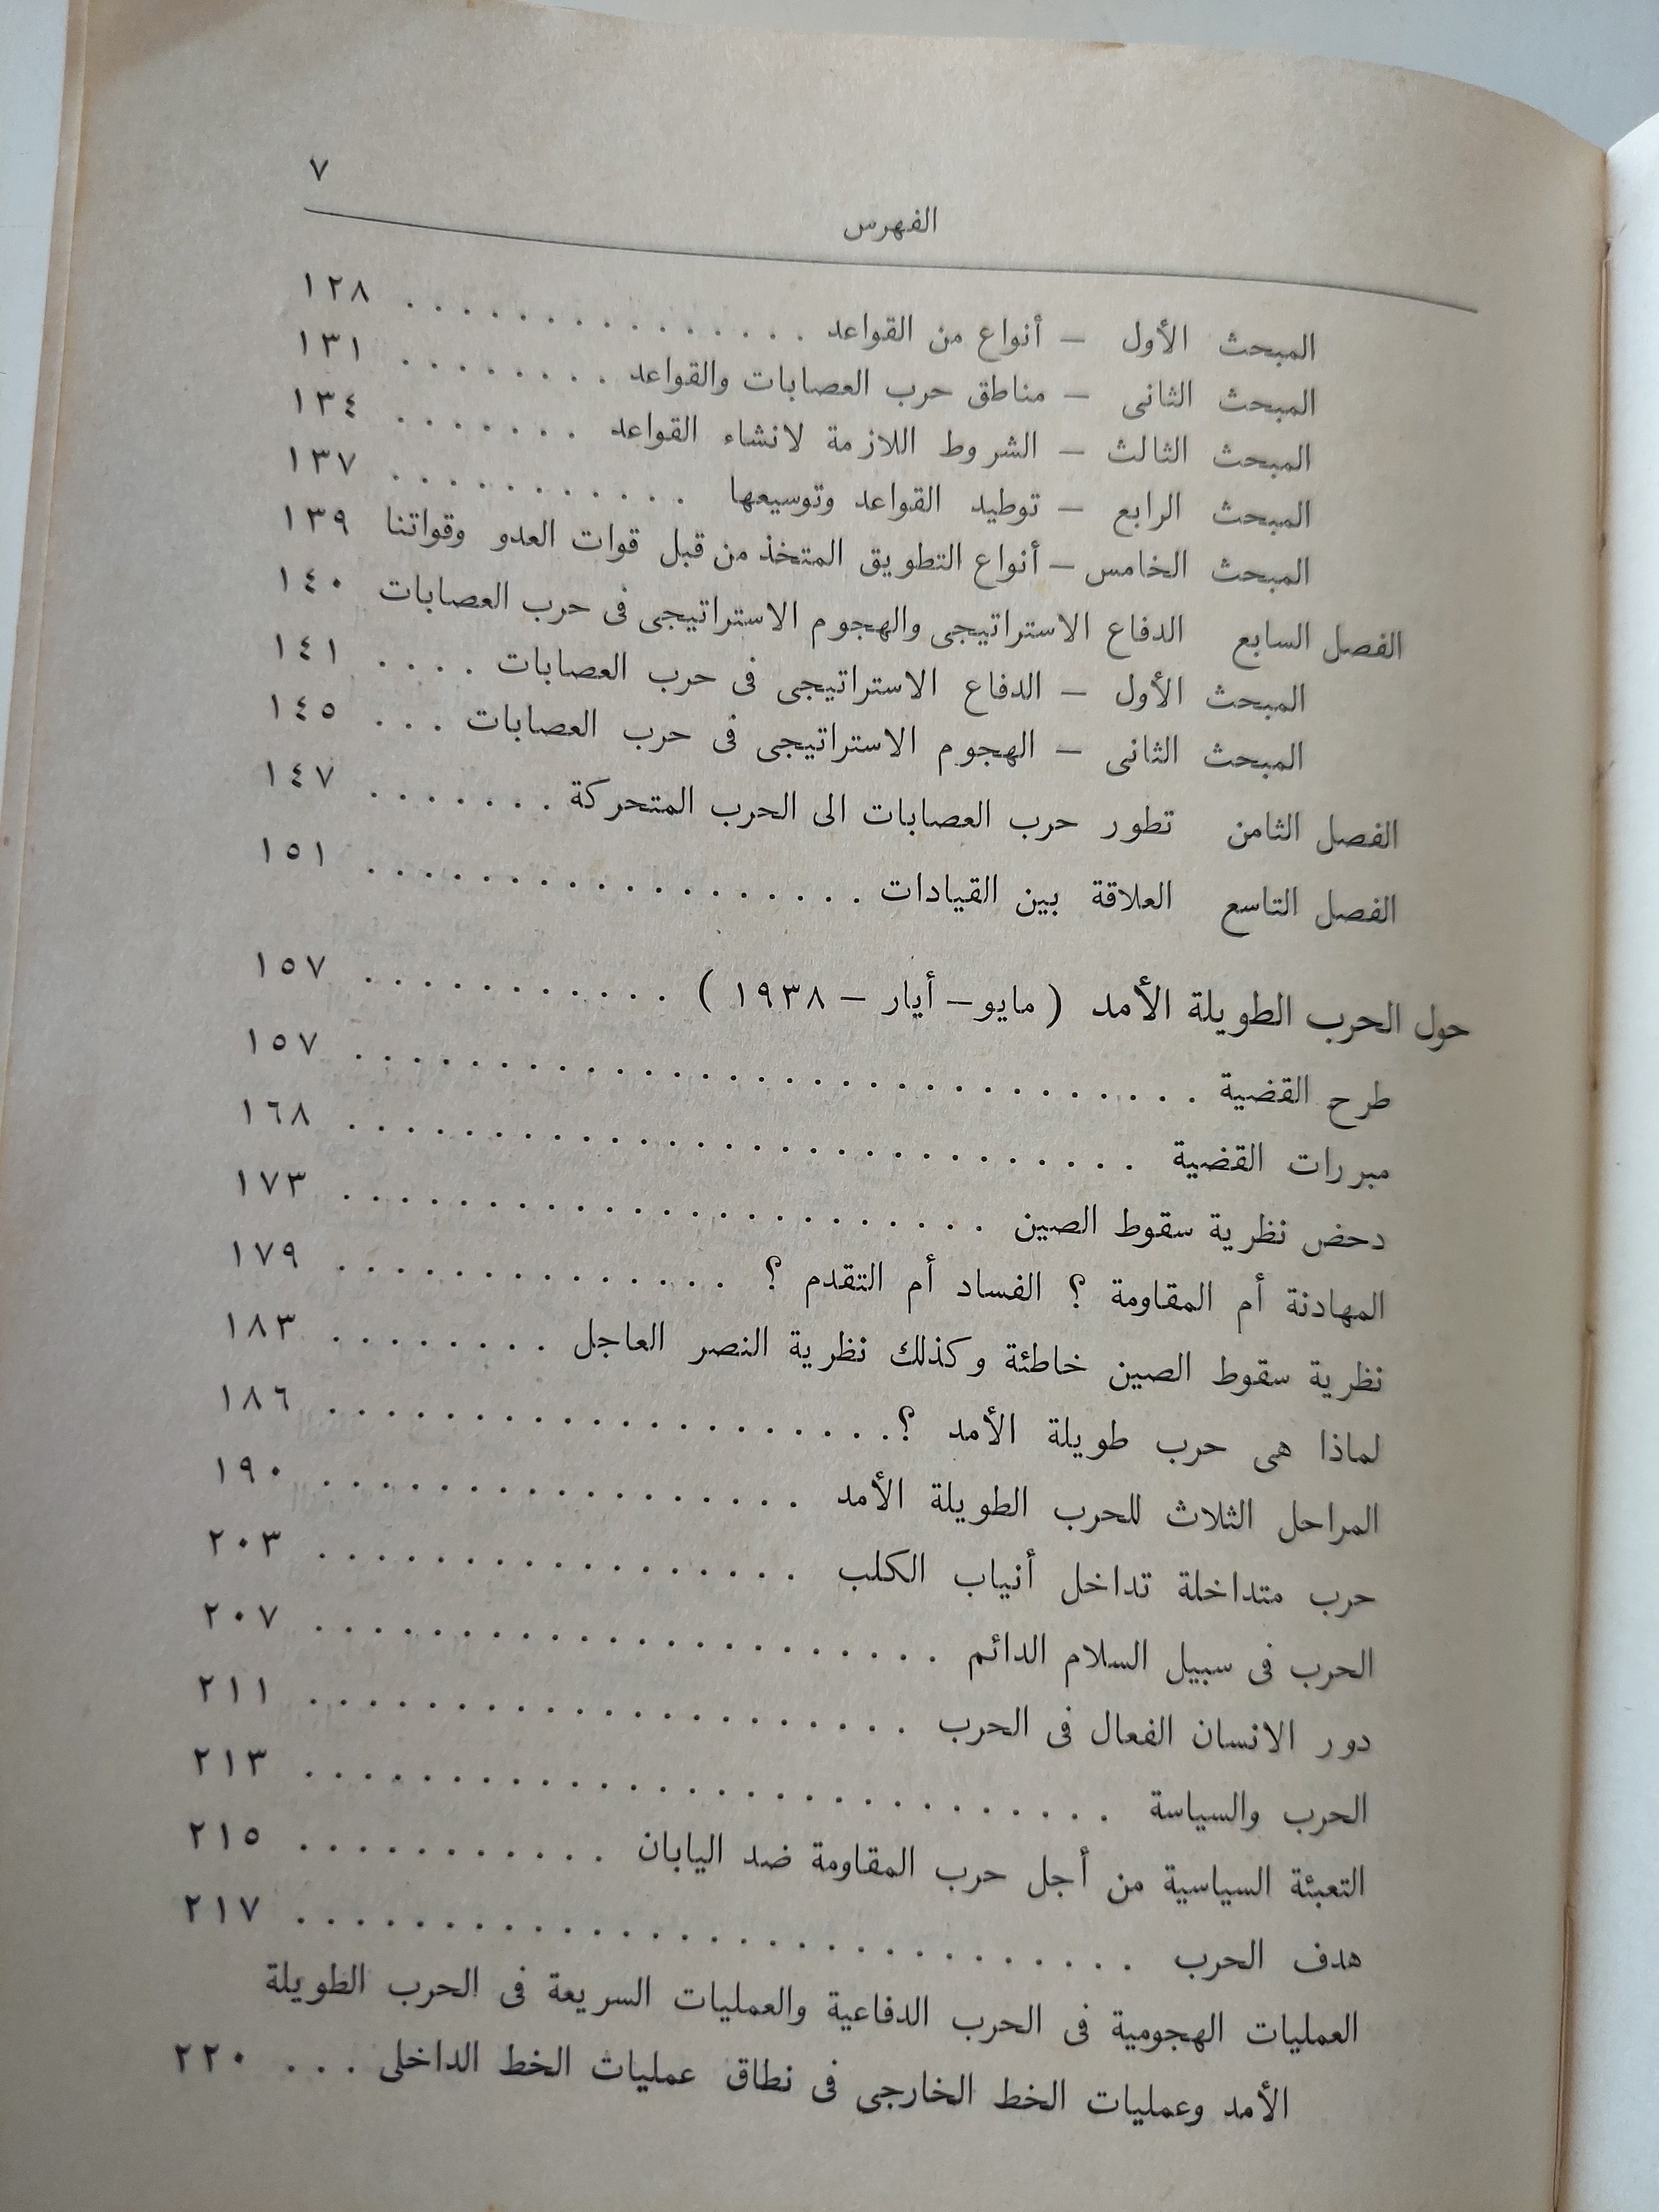 ٧
الفهرس
المبحث الأول – أنواع من القواعد . . . . . . . . . . . . . . . ١٢٨
المبحث الثانى – مناطق حرب العصابات والقواعد . . . . . . . . ١٣١
المبحث الثالث – الشروط اللازمة لانشاء القواعد . . . . . . . ١٣٤
المبحث الرابع – توطيد القواعد وتوسيعها . . . . . . . . . . . ١٣٧
المبحث الخامس – أنواع التطويق المتخذ من قبل قوات العدو وقواتنا ١٣٩
الفصل السابع الدفاع الاستراتيجى والهجوم الاستراتيجى فى حرب العصابات ١٤٠
المبحث الأول – الدفاع الاستراتيجى فى حرب العصابات . . . . ١٤١
المبحث الثانى – الهجوم الاستراتيجى فى حرب العصابات . . . ١٤٥
الفصل الثامن تطور حرب العصابات الى الحرب المتحركة . . . . . . . ١٤٧
الفصل التاسع العلاقة بين القيادات . . . . . . . . . . . . . . . . . . ١٥١
حول الحرب الطويلة الأمد ( مايو – أيار – ١٩٣٨ ) . . . . . . . . . . . ١٥٧
طرح القضية . . . . . . . . . . . . . . . . . . . . . . . . . . . . . . ١٥٧
مبررات القضية . . . . . . . . . . . . . . . . . . . . . . . . . . . . ١٦٨
دحض نظرية سقوط الصين . . . . . . . . . . . . . . . . . . . . . . . ١٧٣
المهادنة أم المقاومة ؟ الفساد أم التقدم ؟ . . . . . . . . . . . . . . ١٧٩
نظرية سقوط الصين خاطئة وكذلك نظرية النصر العاجل . . . . . . . . ١٨٣
لماذا هى حرب طويلة الأمد ؟ . . . . . . . . . . . . . . . . . . . . ١٨٦
المراحل الثلاث للحرب الطويلة الأمد . . . . . . . . . . . . . . . . . ١٩٠
حرب متداخلة تداخل أنياب الكلب . . . . . . . . . . . . . . . . . ٢٠٣
الحرب فى سبيل السلام الدائم . . . . . . . . . . . . . . . . . . . . . . ٢٠٧
دور الانسان الفعال فى الحرب . . . . . . . . . . . . . . . . . . . . . ٢١١
الحرب والسياسة . . . . . . . . . . . . . . . . . . . . . . . . . . . . ٢١٣
التعبئة السياسية من أجل حرب المقاومة ضد اليابان . . . . . . . . . . . ٢١٥
هدف الحرب . . . . . . . . . . . . . . . . . . . . . . . . . . . . . ٢١٧
العمليات الهجومية فى الحرب الدفاعية والعمليات السريعة فى الحرب الطويلة
الأمد وعمليات الخط الخارجى فى نطاق عمليات الخط الداخلى . . . ٢٢٠